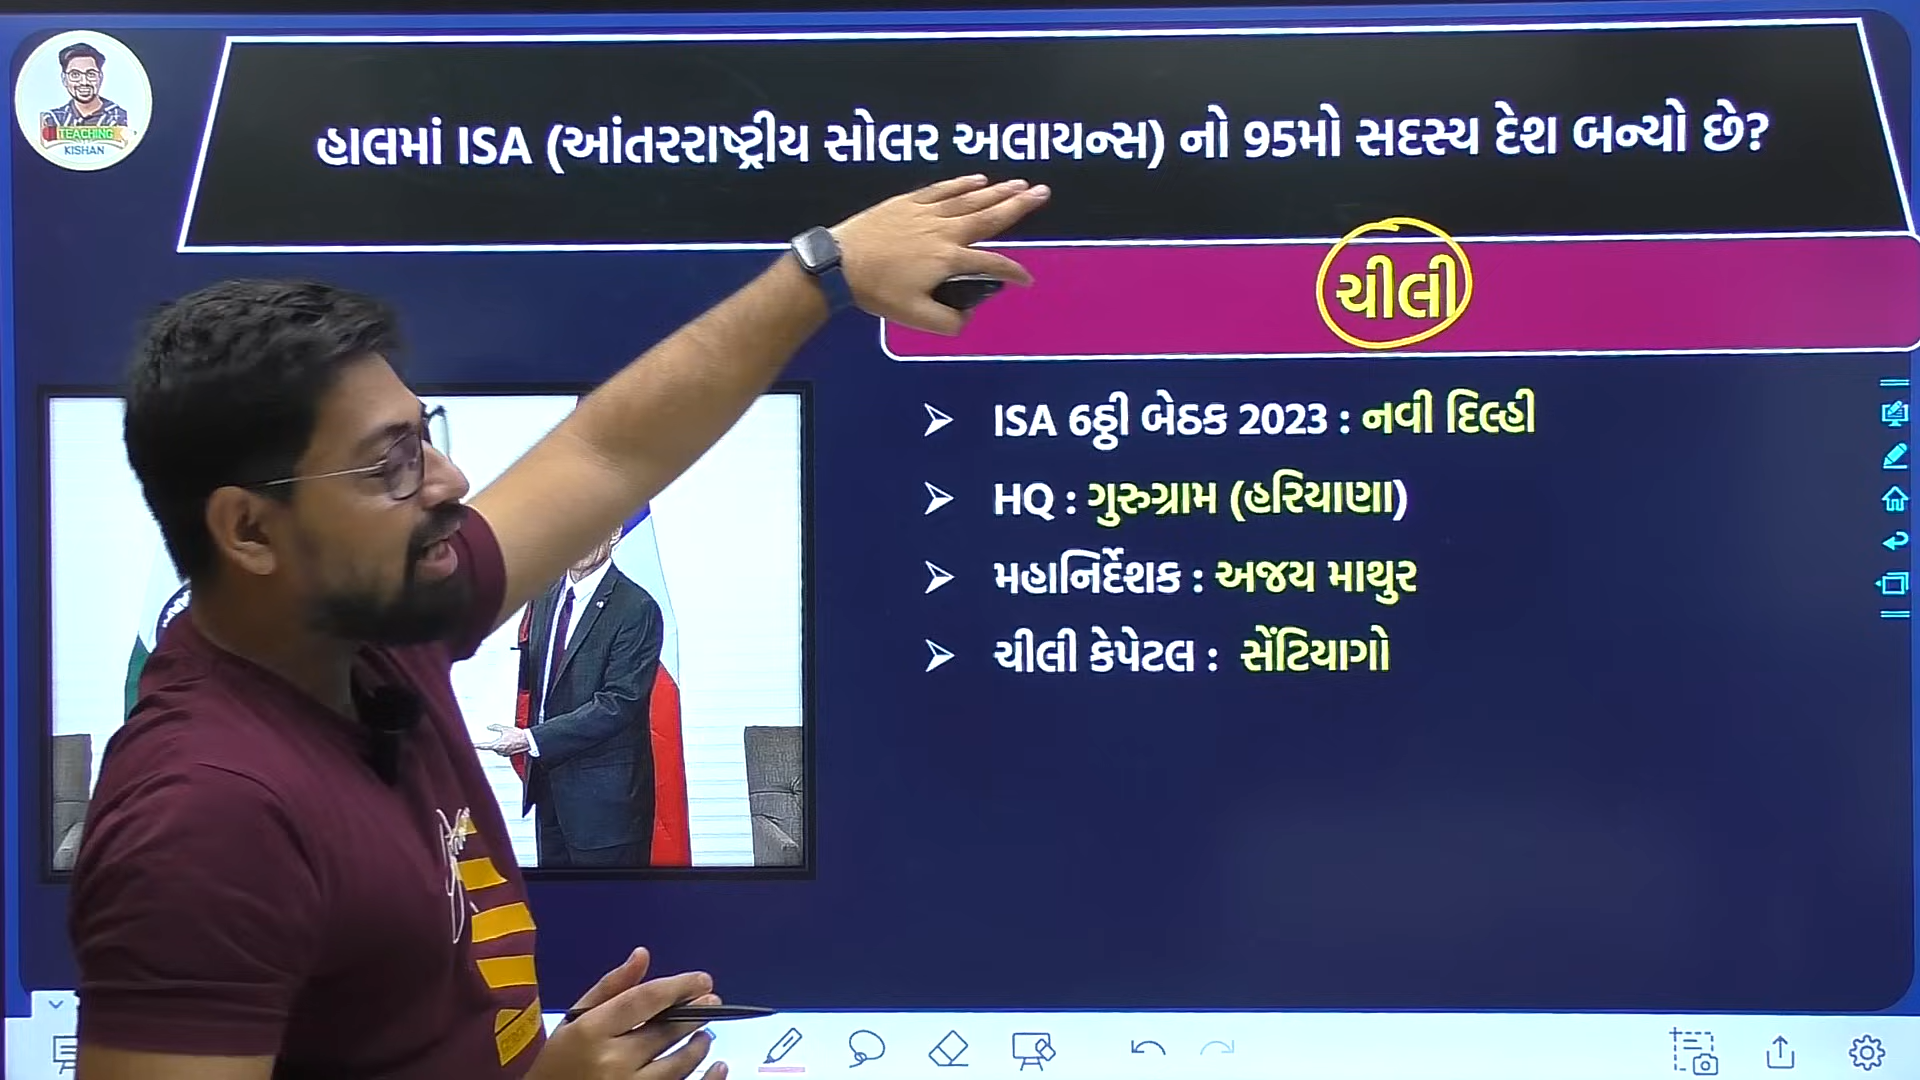 TEACHING
KISHAN
હાલમાં ISA (આંતરરાષ્ટ્રીય સોલર અલાયન્સ) નો 95મો સદસ્ય દેશ બન્યો છે?
ચીલી
➢ ISA 6ઠ્ઠી બેઠક 2023 : નવી દિલ્હી
➢ HQ : ગુરુગ્રામ (હરિયાણા)
➢ મહાનિર્દેશક : અજય માથુર
➢ ચીલી કેપેટલ : સેંટિયાગો